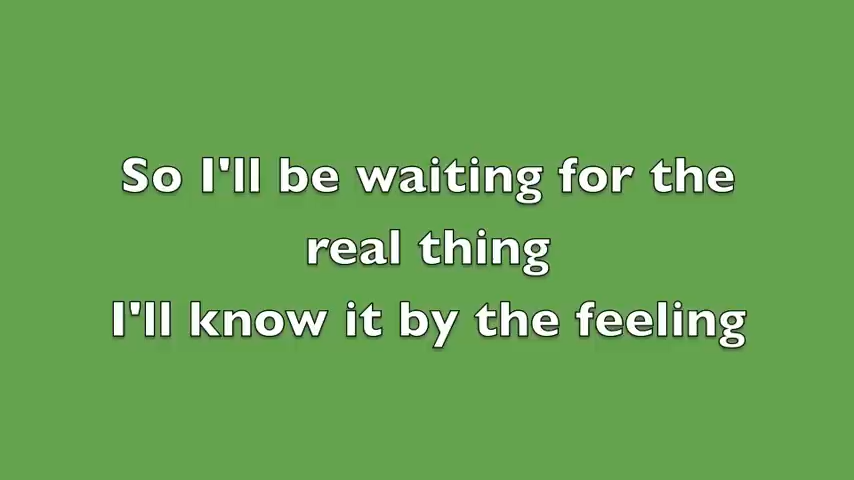 So I'll be waiting for the
real thing
I'll know it by the feeling